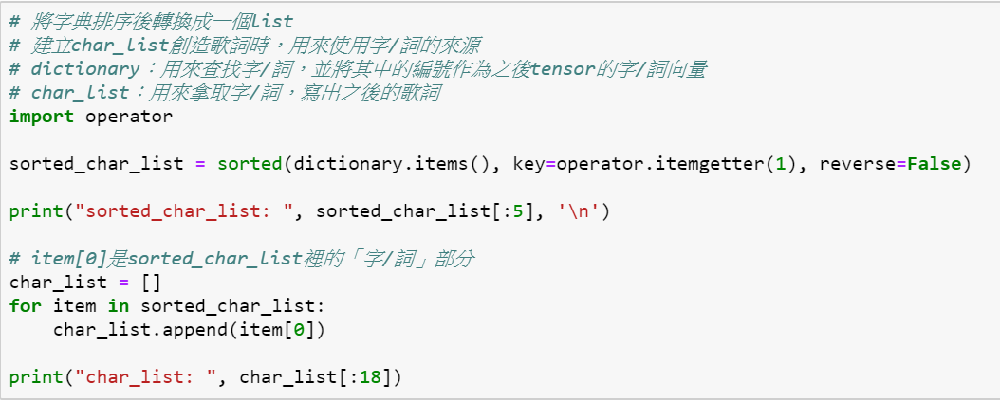 # 將字典排序後轉換成一個list
# 建立char_list創造歌詞時，用來使用字/詞的來源
# dictionary：用來查找字/詞，並將其中的編號作為之後tensor的字/詞向量
# char_list：用來拿取字/詞，寫出之後的歌詞
import operator
sorted_char_list = sorted(dictionary.items(), key=operator.itemgetter(1), reverse=False)
print("sorted_char_list: ", sorted_char_list[:5], '\n')
# item[0]是sorted_char_list裡的「字/詞」部分
char_list = []
for item in sorted_char_list:
    char_list.append(item[0])
print("char_list: ", char_list[:18])